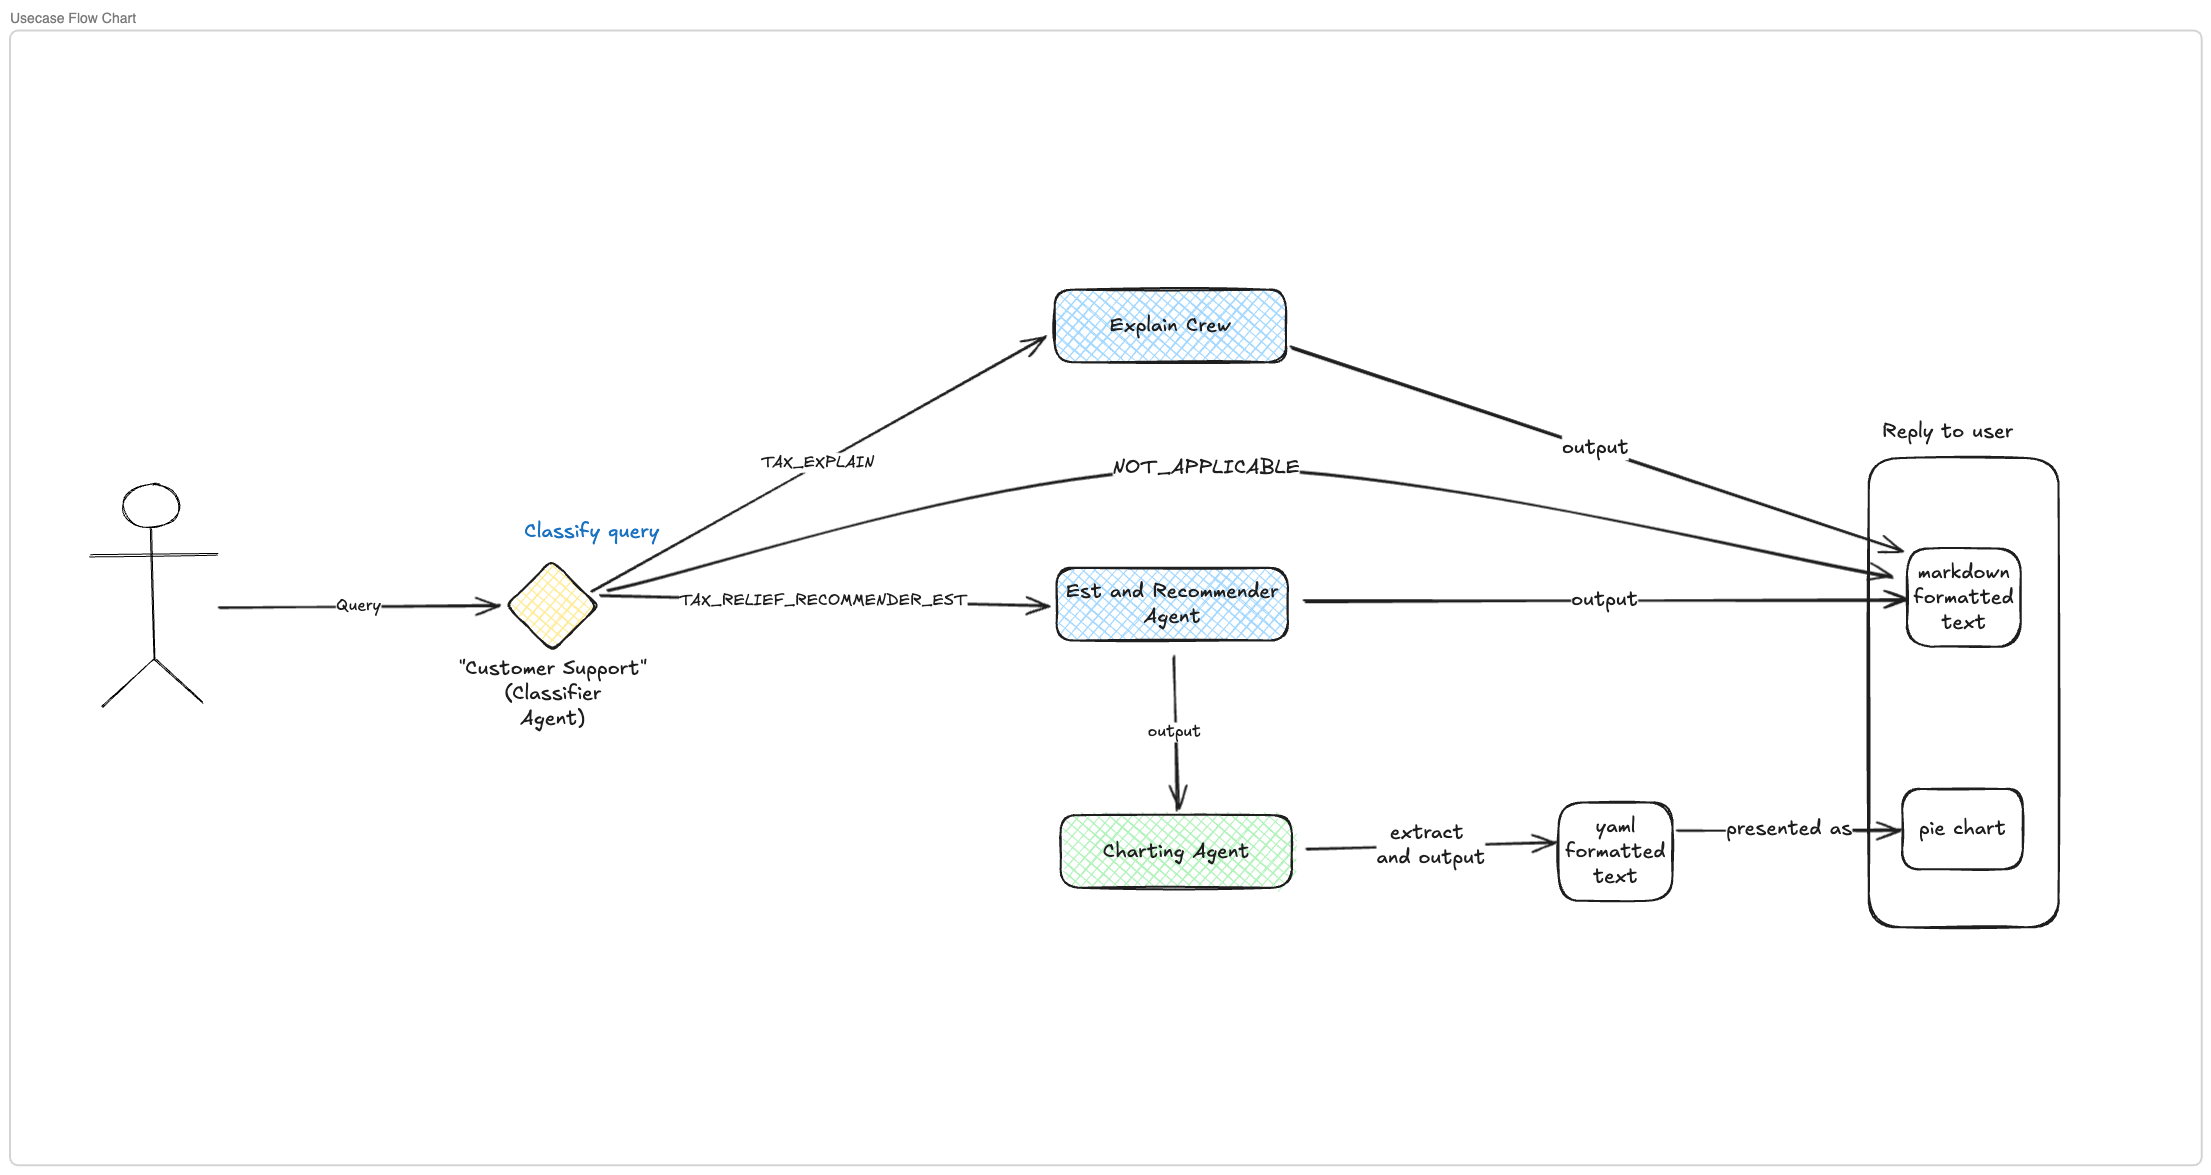 Usecase Flow Chart
Explain Crew
Reply to user
output
TAX_EXPLAIN
NOT_APPLICABLE
Classify query
markdown
formatted
text
Est and Recommender
Agent
Query
TAX_RELIEF_RECOMMENDER_EST
output
"Customer Support"
(Classifier
Agent)
output
Charting Agent
extract
and output
yaml
formatted
text
presented as
pie chart